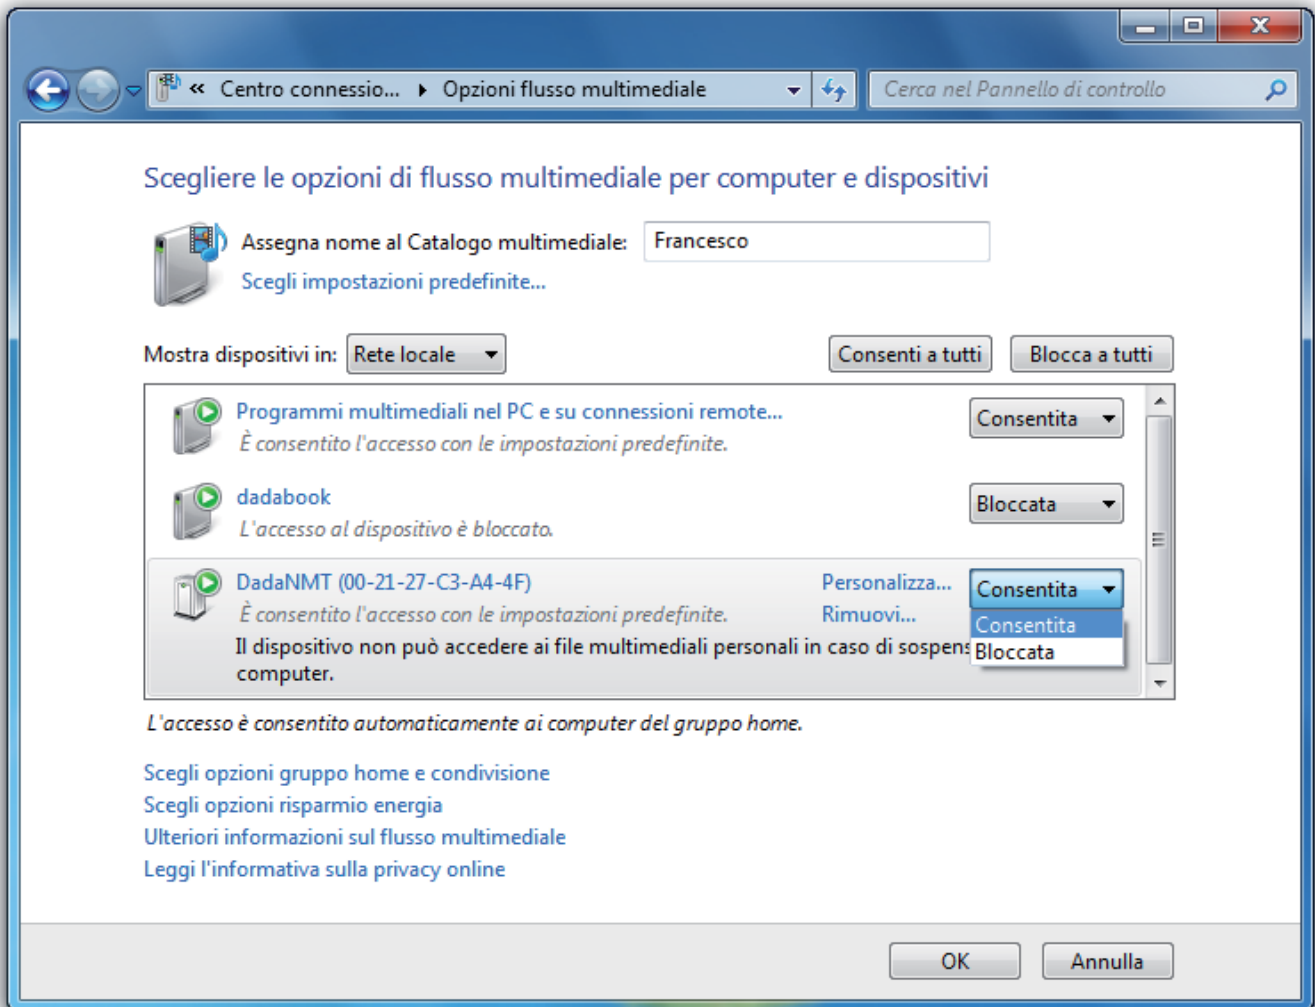 « Centro connessio... Opzioni flusso multimediale
Cerca nel Pannello di controllo
Scegliere le opzioni di flusso multimediale per computer e dispositivi
Assegna nome al Catalogo multimediale: Francesco
Scegli impostazioni predefinite...
Mostra dispositivi in: Rete locale Consenti a tutti Blocca a tutti
Programmi multimediali nel PC e su connessioni remote... Consentita
È consentito l'accesso con le impostazioni predefinite.
dadabook Bloccata
L'accesso al dispositivo è bloccato.
DadaNMT (00-21-27-C3-A4-4F) Personalizza... Consentita
È consentito l'accesso con le impostazioni predefinite. Rimuovi... Consentita
Il dispositivo non può accedere ai file multimediali personali in caso di sospens Bloccata
computer.
L'accesso è consentito automaticamente ai computer del gruppo home.
Scegli opzioni gruppo home e condivisione
Scegli opzioni risparmio energia
Ulteriori informazioni sul flusso multimediale
Leggi l'informativa sulla privacy online
OK Annulla